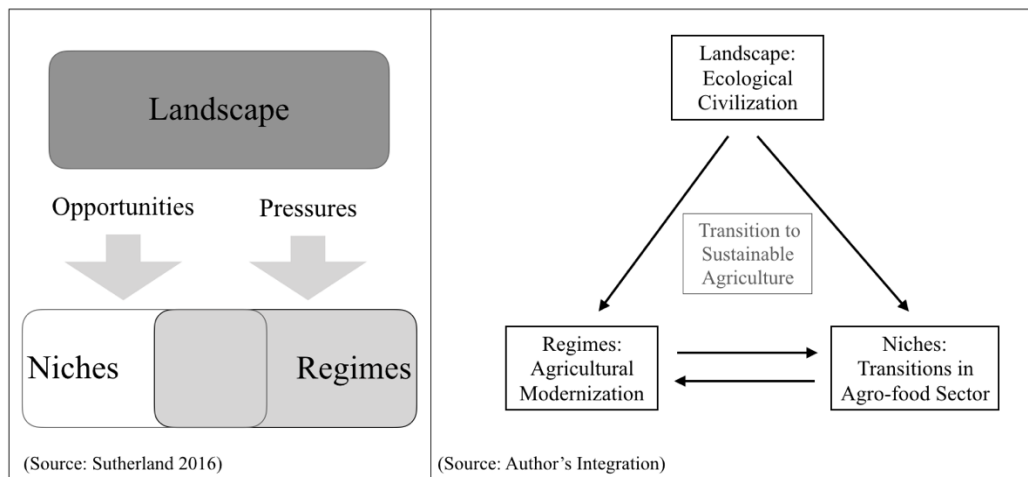 Landscape
Opportunities
Pressures
Niches
Regimes
(Source: Sutherland 2016)
Landscape:
Ecological
Civilization
Transition to
Sustainable
Agriculture
Regimes:
Agricultural
Modernization
Niches:
Transitions in
Agro-food Sector
(Source: Author’s Integration)